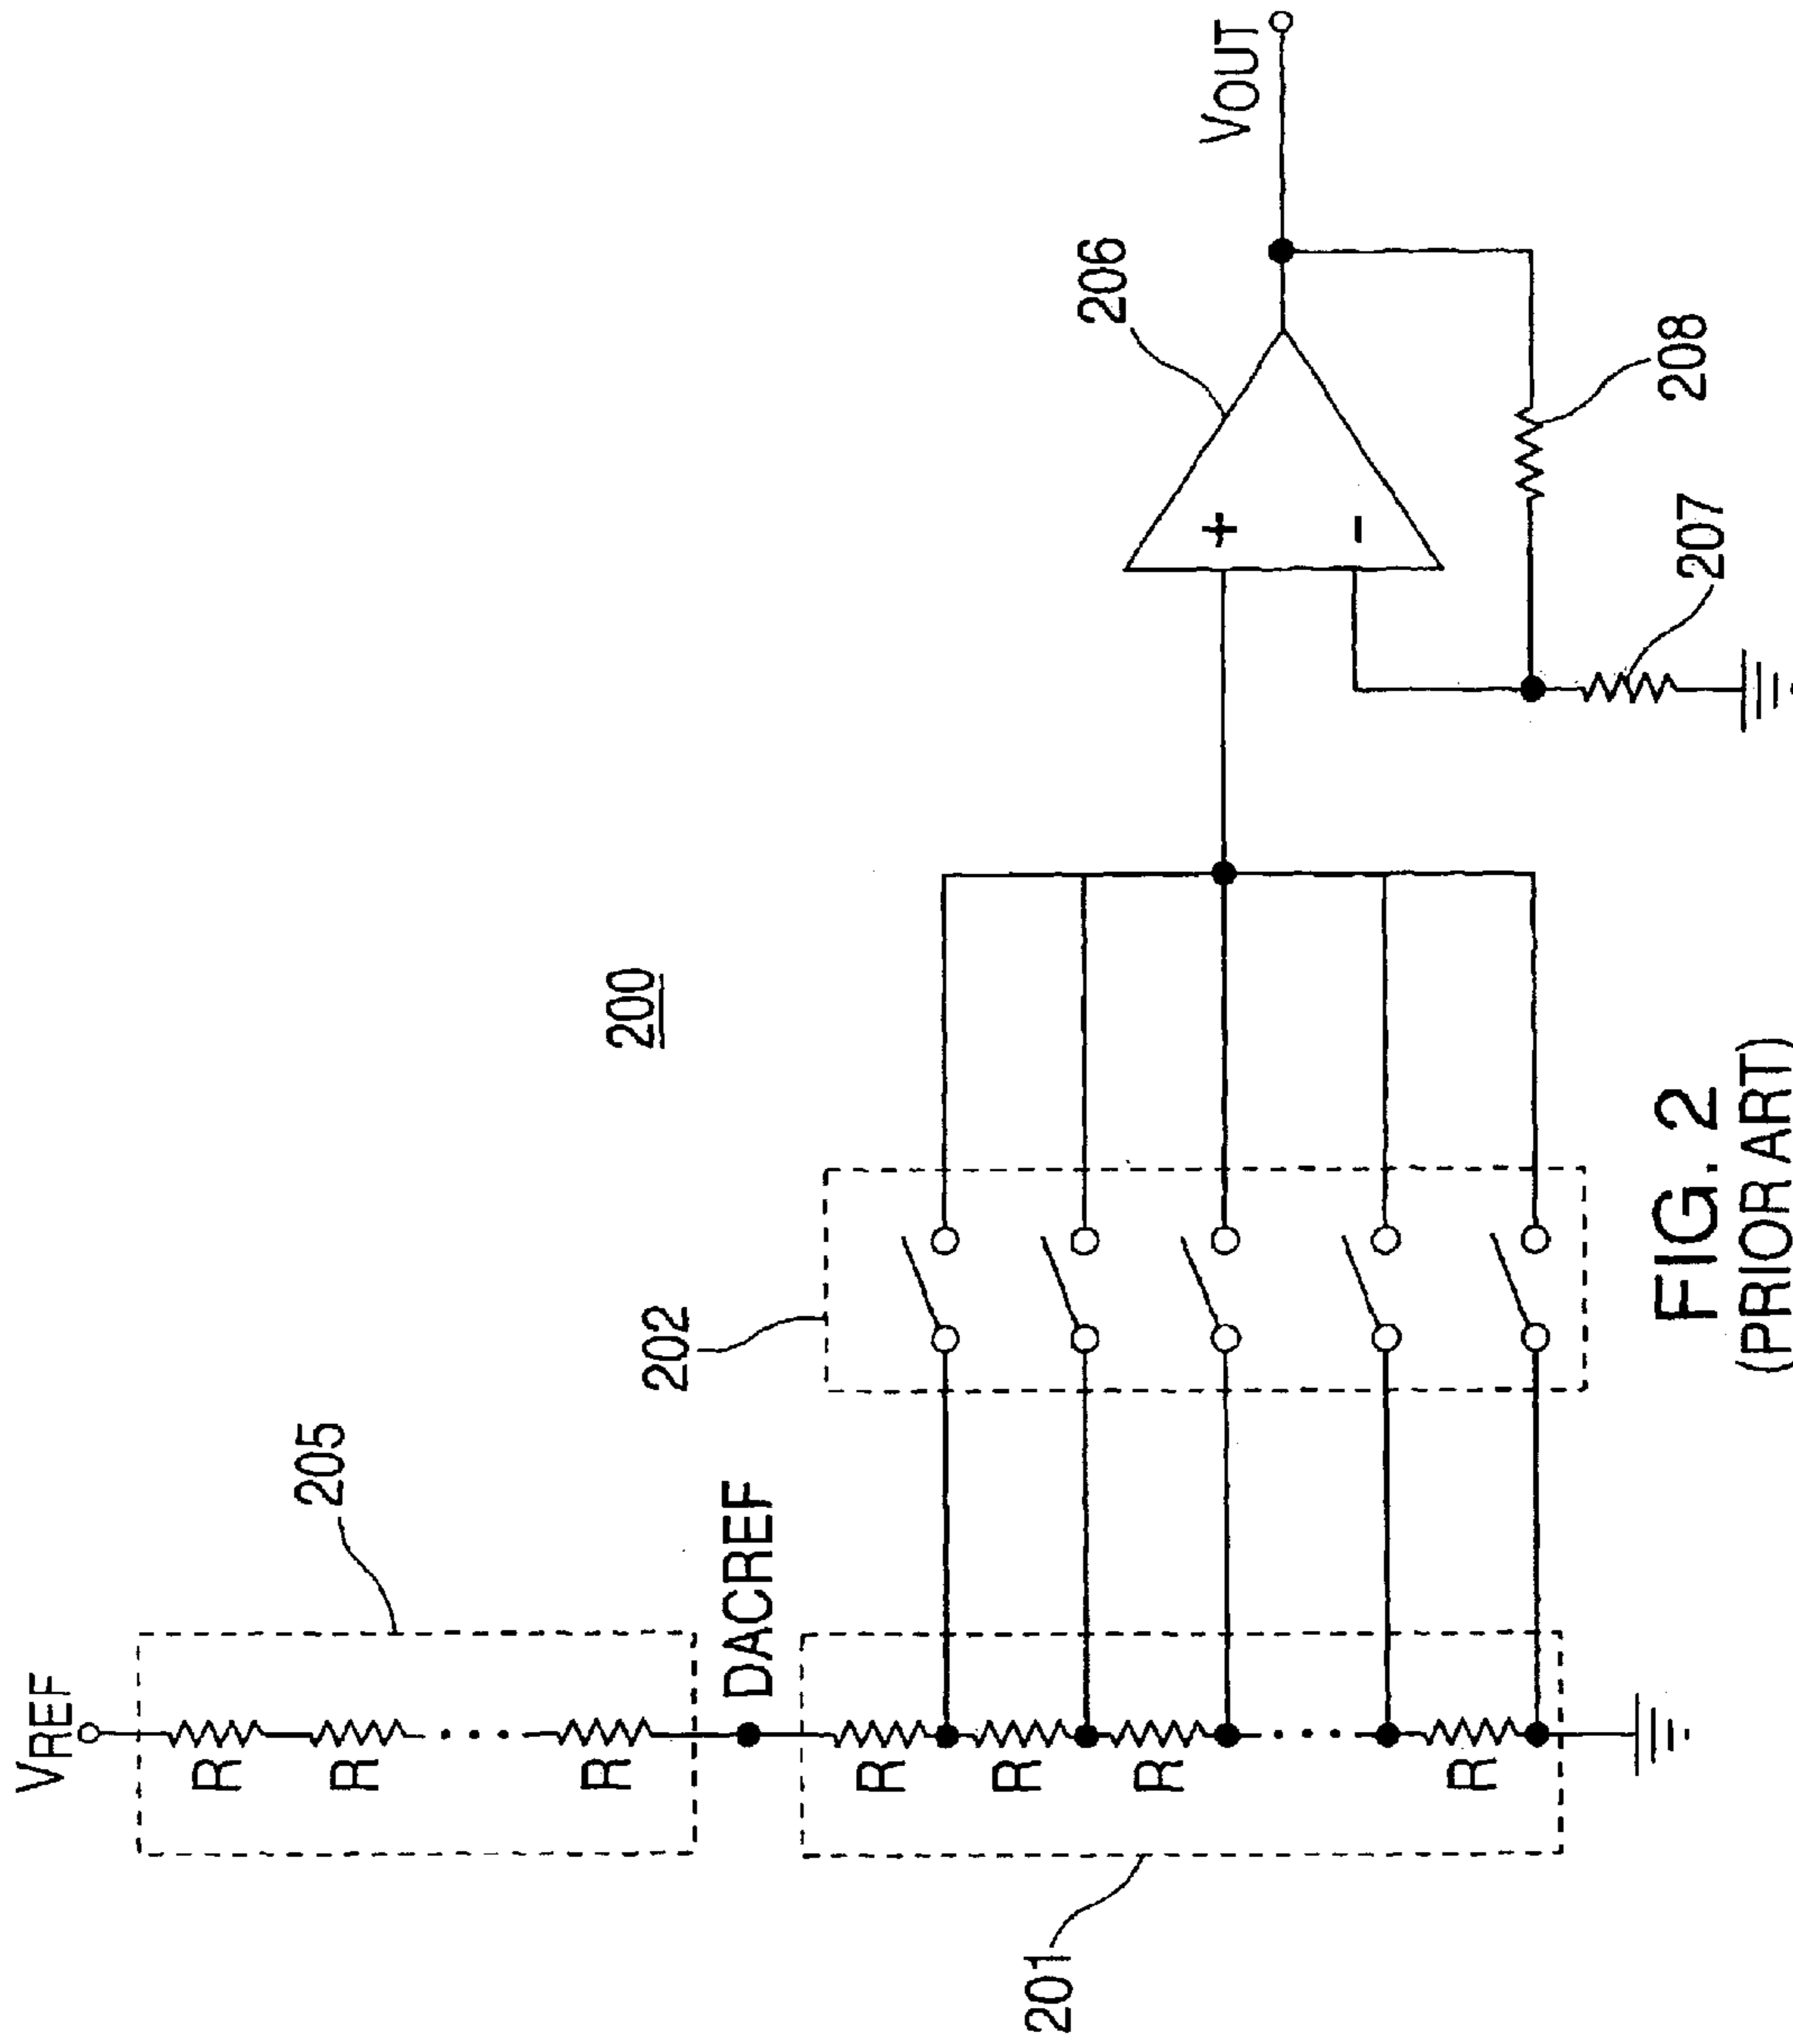 200
VREF
205
R
R
R
DACREF
201
R
R
R
R
202
206
+
-
VOUT
208
207
FIG. 2
(PRIOR ART)